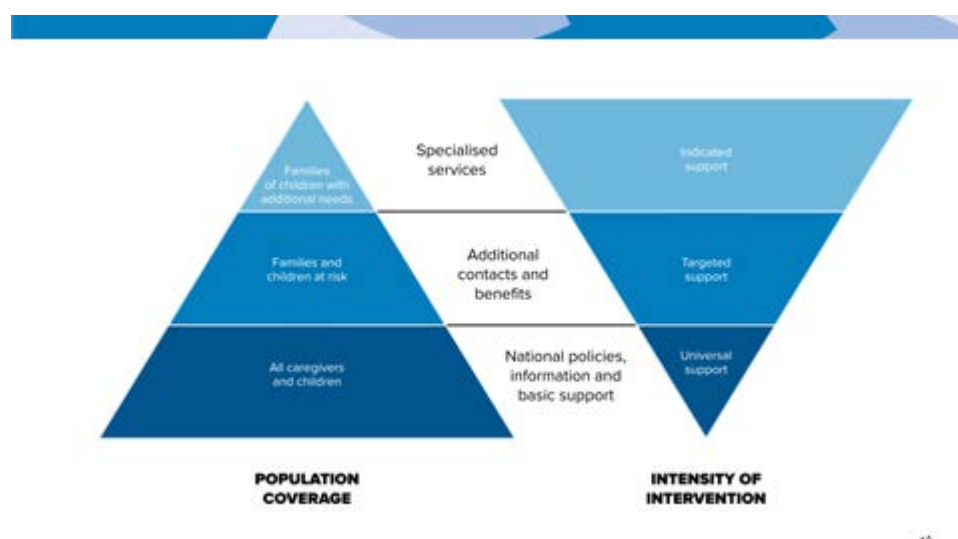 Families
of children with
additional needs
Specialised
services
Indicated
support
Families and
children at risk
Additional
contacts and
benefits
Targeted
support
All caregivers
and children
National policies,
information and
basic support
Universal
support
POPULATION
COVERAGE
INTENSITY OF
INTERVENTION